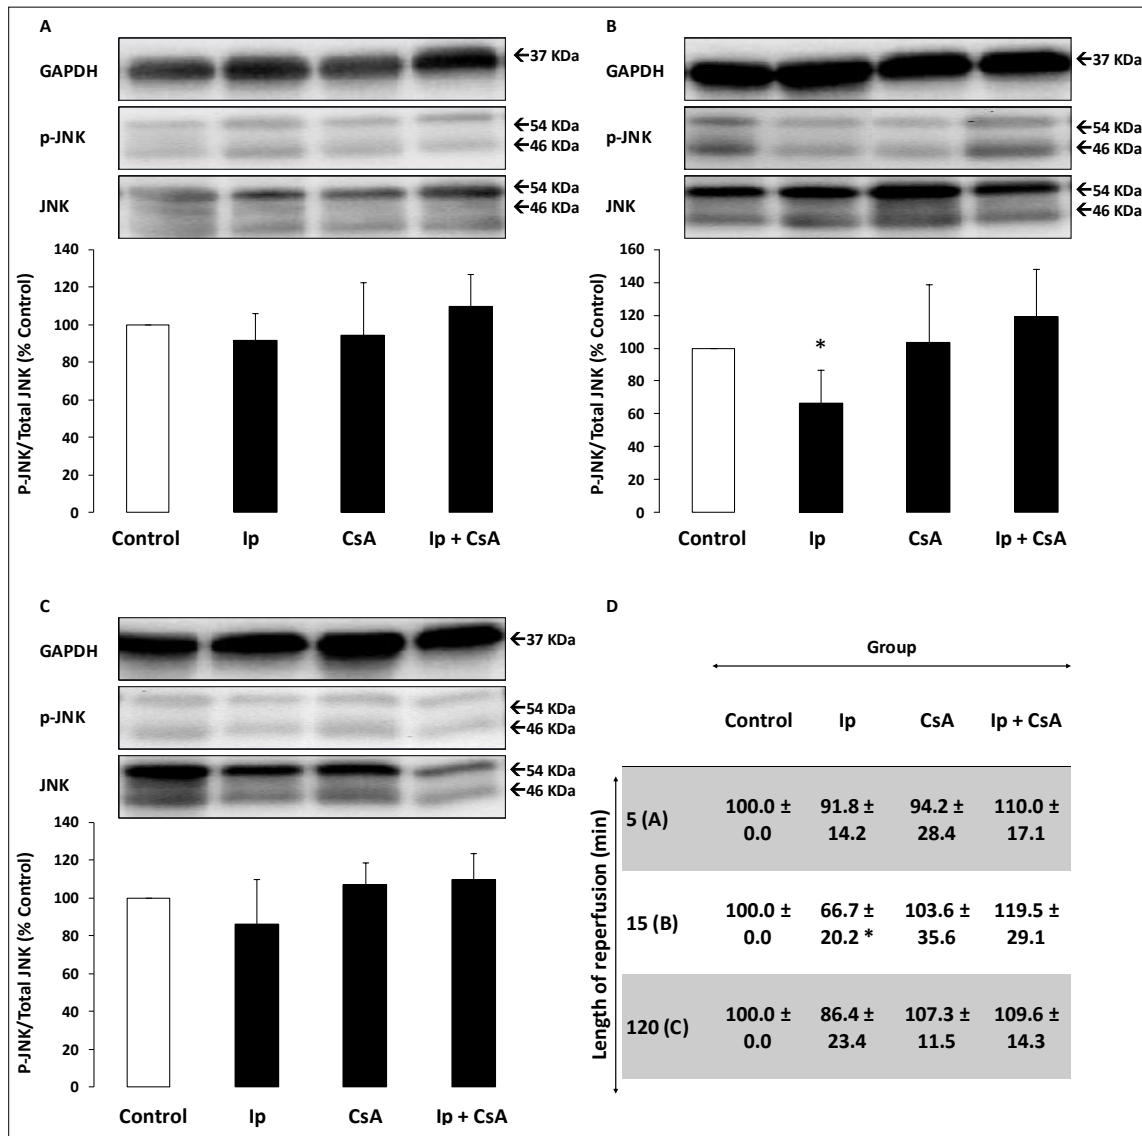 A
GAPDH
←37 KDa
p-JNK
←54 KDa
←46 KDa
JNK
←54 KDa
←46 KDa
P-JNK/Total JNK (% Control)
140
120
100
80
60
40
20
0
Control Ip CsA Ip + CsA
B
GAPDH
←37 KDa
p-JNK
←54 KDa
←46 KDa
JNK
←54 KDa
←46 KDa
P-JNK/Total JNK (% Control)
160
140
120
100
80
60
40
20
0
*
Control Ip CsA Ip + CsA
C
GAPDH
←37 KDa
p-JNK
←54 KDa
←46 KDa
JNK
←54 KDa
←46 KDa
P-JNK/Total JNK (% Control)
140
120
100
80
60
40
20
0
Control Ip CsA Ip + CsA
D
Group
Control Ip CsA Ip + CsA
Length of reperfusion (min)
5 (A) 100.0 ± 91.8 ± 94.2 ± 110.0 ±
0.0 14.2 28.4 17.1
15 (B) 100.0 ± 66.7 ± 103.6 ± 119.5 ±
0.0 20.2 * 35.6 29.1
120 (C) 100.0 ± 86.4 ± 107.3 ± 109.6 ±
0.0 23.4 11.5 14.3